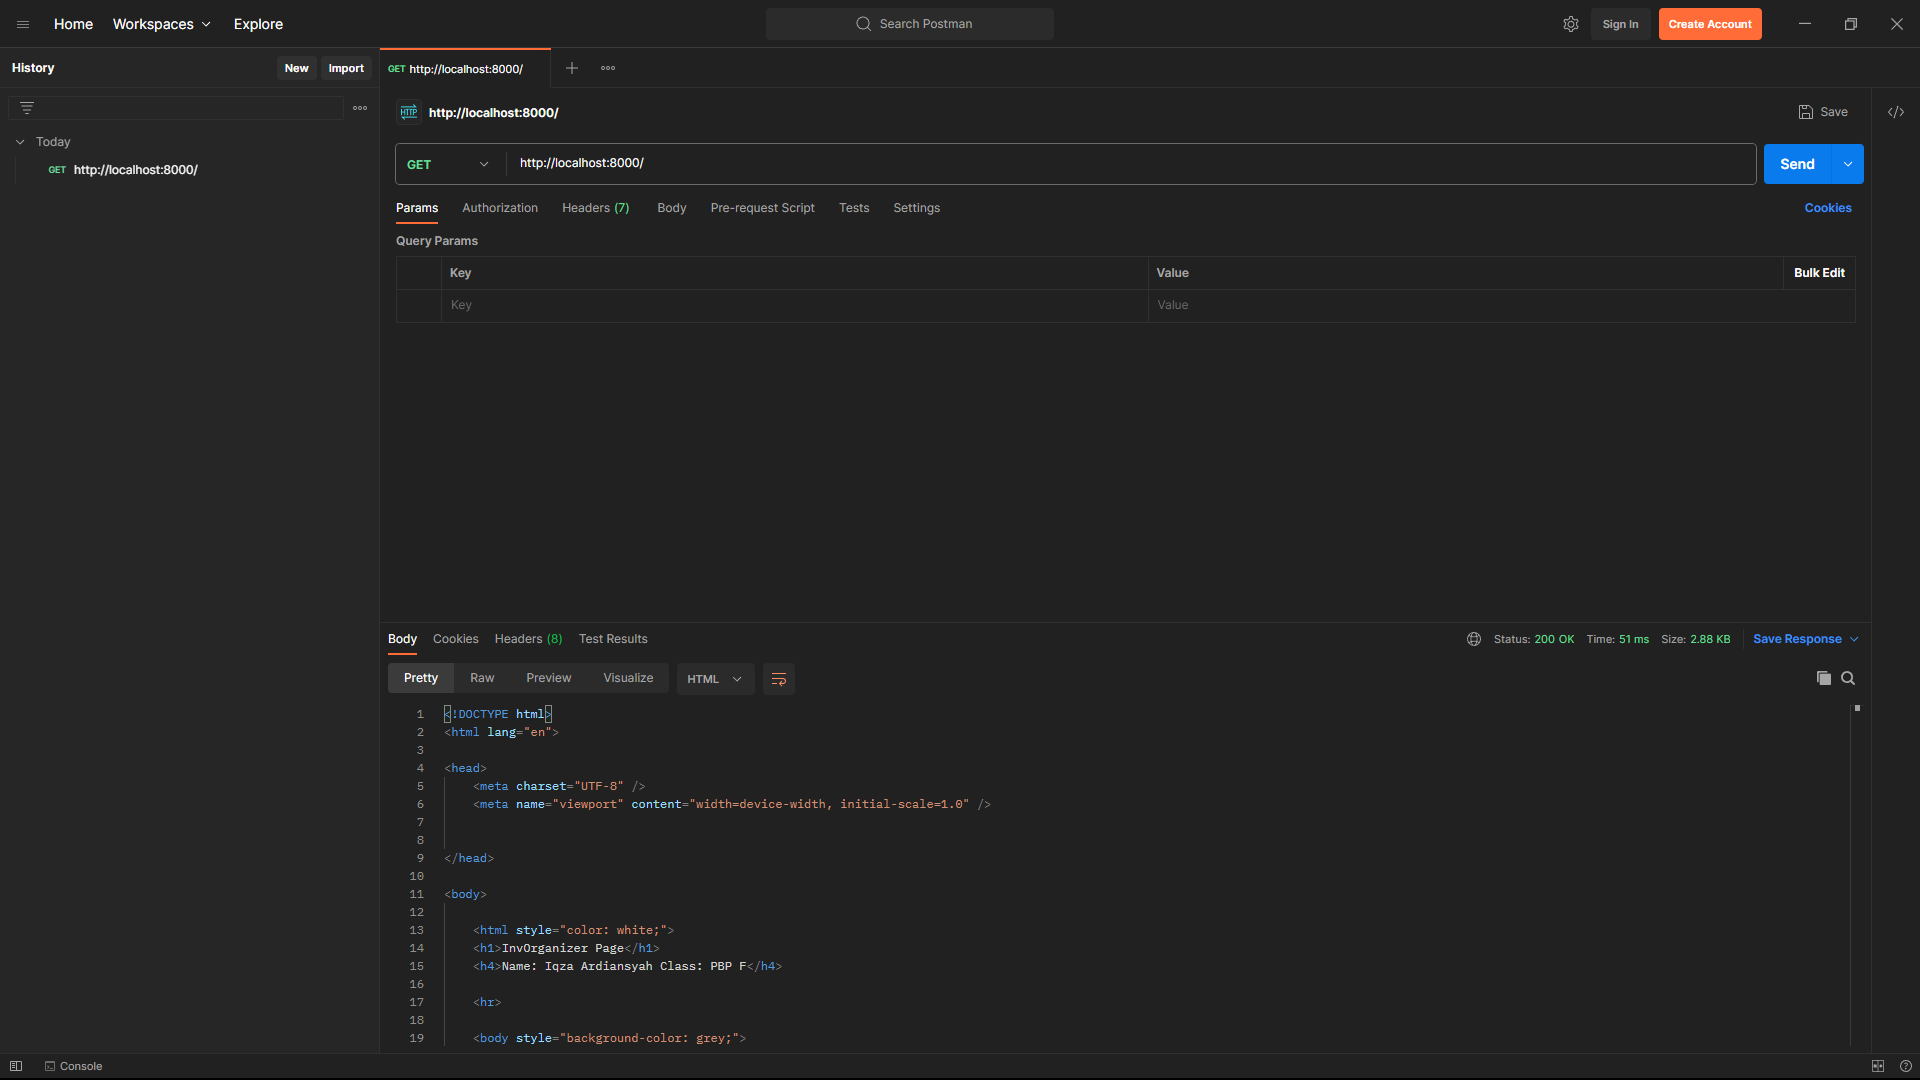 Home Workspaces Explore Search Postman Sign In Create Account
History New Import
GET http://localhost:8000/
HTTP http://localhost:8000/ Save </>
Today
GET http://localhost:8000/
GET http://localhost:8000/ Send
Params Authorization Headers (7) Body Pre-request Script Tests Settings Cookies
Query Params
Key Value Bulk Edit
Key Value
Body Cookies Headers (8) Test Results Status: 200 OK Time: 51 ms Size: 2.88 KB Save Response
Pretty Raw Preview Visualize HTML
1 <!DOCTYPE html>
2 <html lang="en">
3
4 <head>
5 <meta charset="UTF-8" />
6 <meta name="viewport" content="width=device-width, initial-scale=1.0" />
7
8
9 </head>
10
11 <body>
12
13 <html style="color: white;">
14 <h1>InvOrganizer Page</h1>
15 <h4>Name: Iqza Ardiansyah Class: PBP F</h4>
16
17 <hr>
18
19 <body style="background-color: grey;">
Console